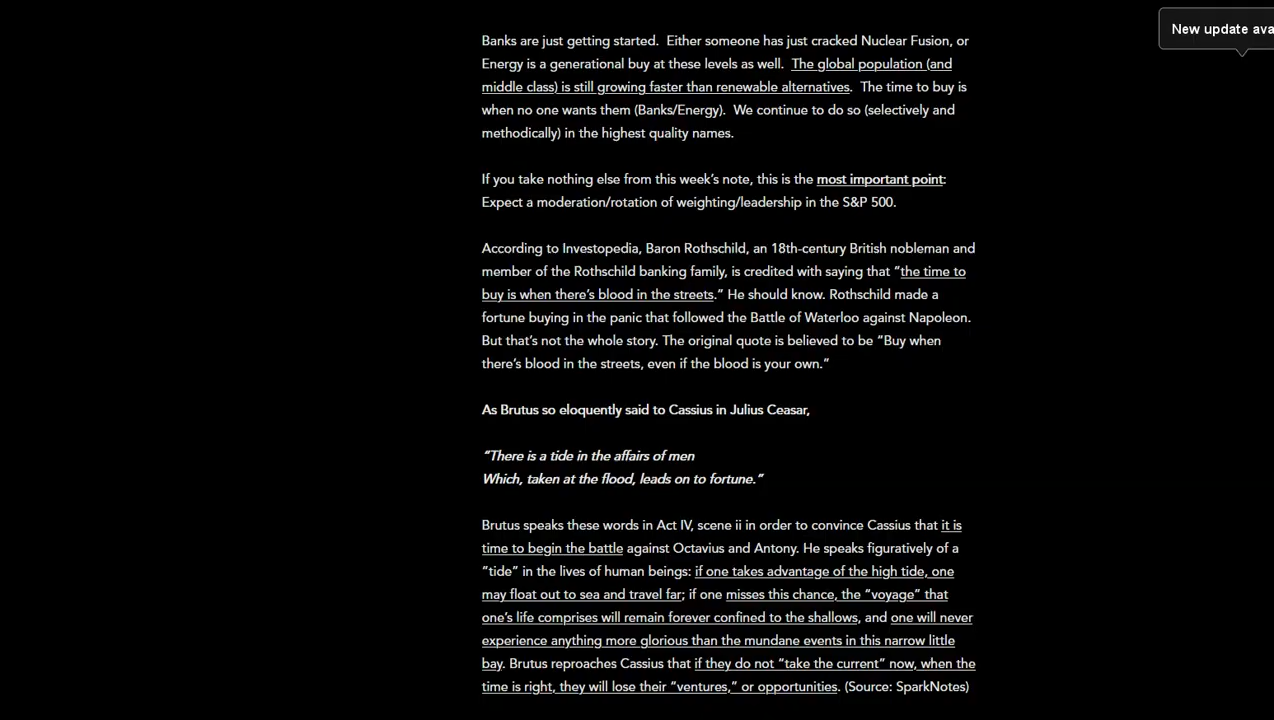 New update ava
Banks are just getting started.  Either someone has just cracked Nuclear Fusion, or
Energy is a generational buy at these levels as well.  The global population (and
middle class) is still growing faster than renewable alternatives.  The time to buy is
when no one wants them (Banks/Energy).  We continue to do so (selectively and
methodically) in the highest quality names.
If you take nothing else from this week’s note, this is the most important point:
Expect a moderation/rotation of weighting/leadership in the S&P 500.
According to Investopedia, Baron Rothschild, an 18th-century British nobleman and
member of the Rothschild banking family, is credited with saying that “the time to
buy is when there’s blood in the streets.” He should know. Rothschild made a
fortune buying in the panic that followed the Battle of Waterloo against Napoleon.
But that’s not the whole story. The original quote is believed to be “Buy when
there’s blood in the streets, even if the blood is your own.”
As Brutus so eloquently said to Cassius in Julius Ceasar,
“There is a tide in the affairs of men
Which, taken at the flood, leads on to fortune.”
Brutus speaks these words in Act IV, scene ii in order to convince Cassius that it is
time to begin the battle against Octavius and Antony. He speaks figuratively of a
“tide” in the lives of human beings: if one takes advantage of the high tide, one
may float out to sea and travel far; if one misses this chance, the “voyage” that
one’s life comprises will remain forever confined to the shallows, and one will never
experience anything more glorious than the mundane events in this narrow little
bay. Brutus reproaches Cassius that if they do not “take the current” now, when the
time is right, they will lose their “ventures,” or opportunities. (Source: SparkNotes)